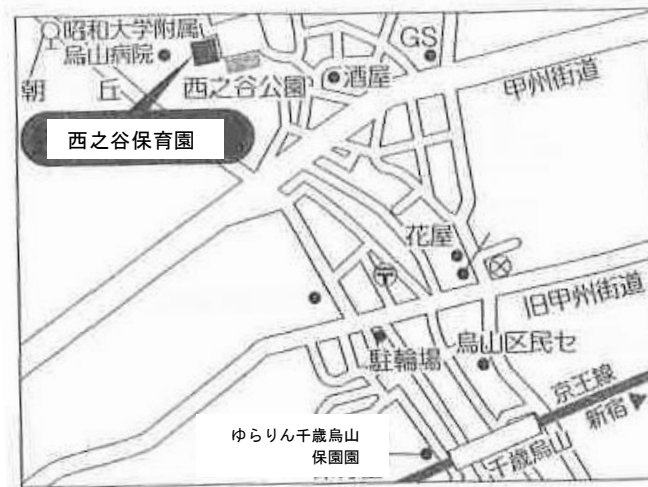 昭和大学附属
烏山病院
GS
朝
丘
西之谷公園
酒屋
甲州街道
西之谷保育園
花屋
〒
旧甲州街道
駐輪場
烏山区民セ
京王線
新宿
ゆらりん千歳烏山
保園園
千歳烏山